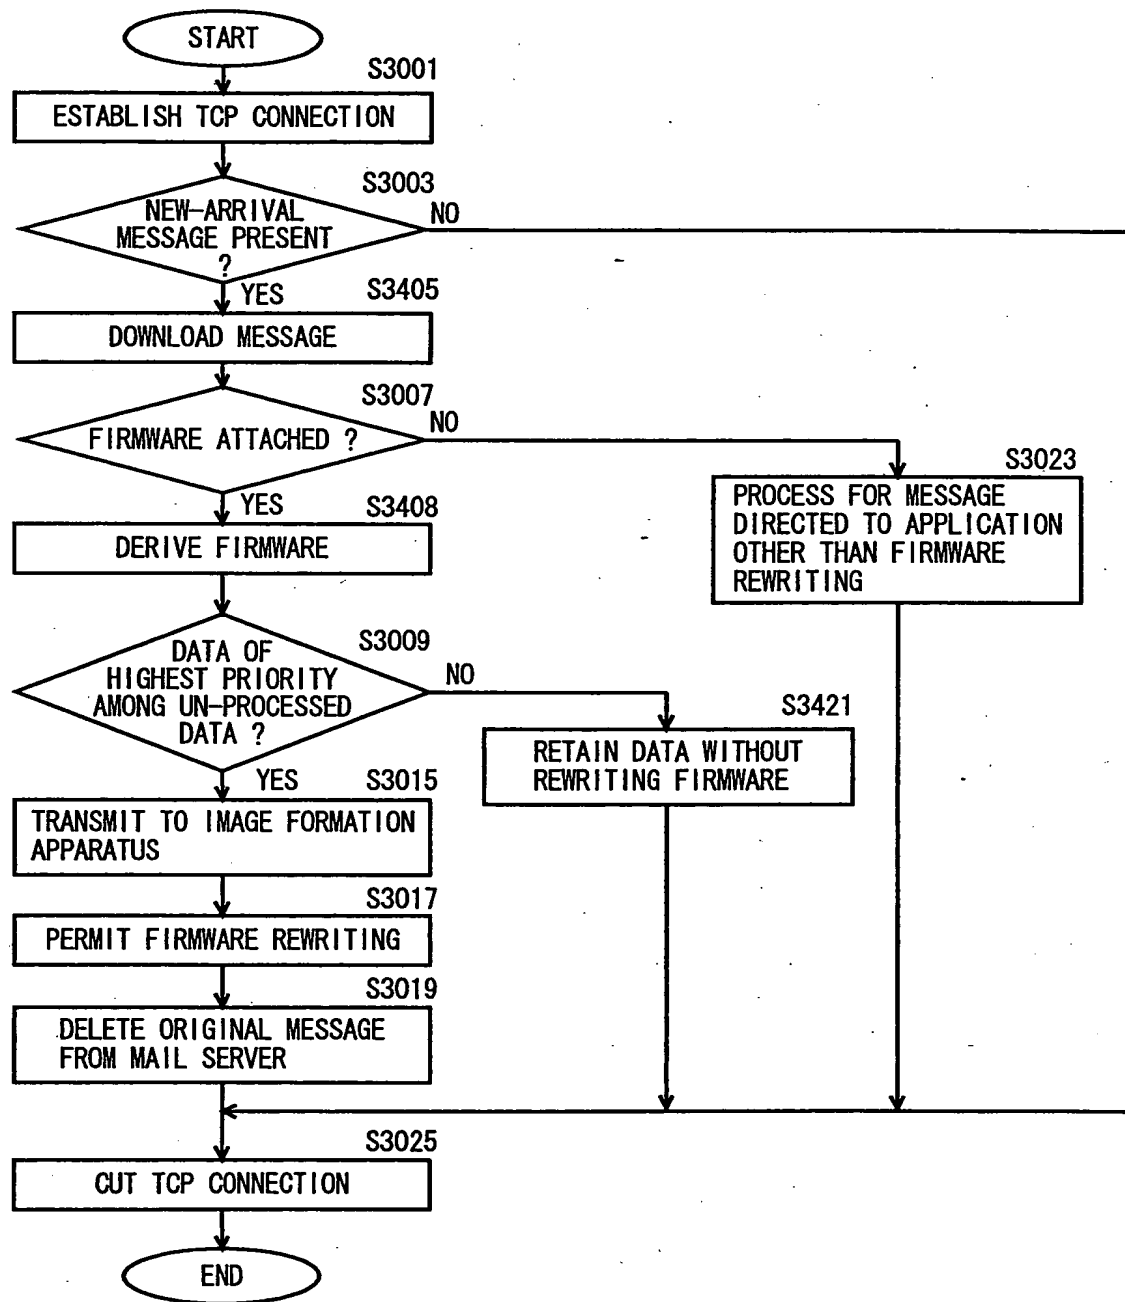 START
S3001
ESTABLISH TCP CONNECTION
S3003
NEW-ARRIVAL
MESSAGE PRESENT
?
NO
YES
S3405
DOWNLOAD MESSAGE
S3007
FIRMWARE ATTACHED ?
NO
YES
S3023
PROCESS FOR MESSAGE
DIRECTED TO APPLICATION
OTHER THAN FIRMWARE
REWRITING
S3408
DERIVE FIRMWARE
S3009
DATA OF
HIGHEST PRIORITY
AMONG UN-PROCESSED
DATA ?
NO
YES
S3421
RETAIN DATA WITHOUT
REWRITING FIRMWARE
S3015
TRANSMIT TO IMAGE FORMATION
APPARATUS
S3017
PERMIT FIRMWARE REWRITING
S3019
DELETE ORIGINAL MESSAGE
FROM MAIL SERVER
S3025
CUT TCP CONNECTION
END